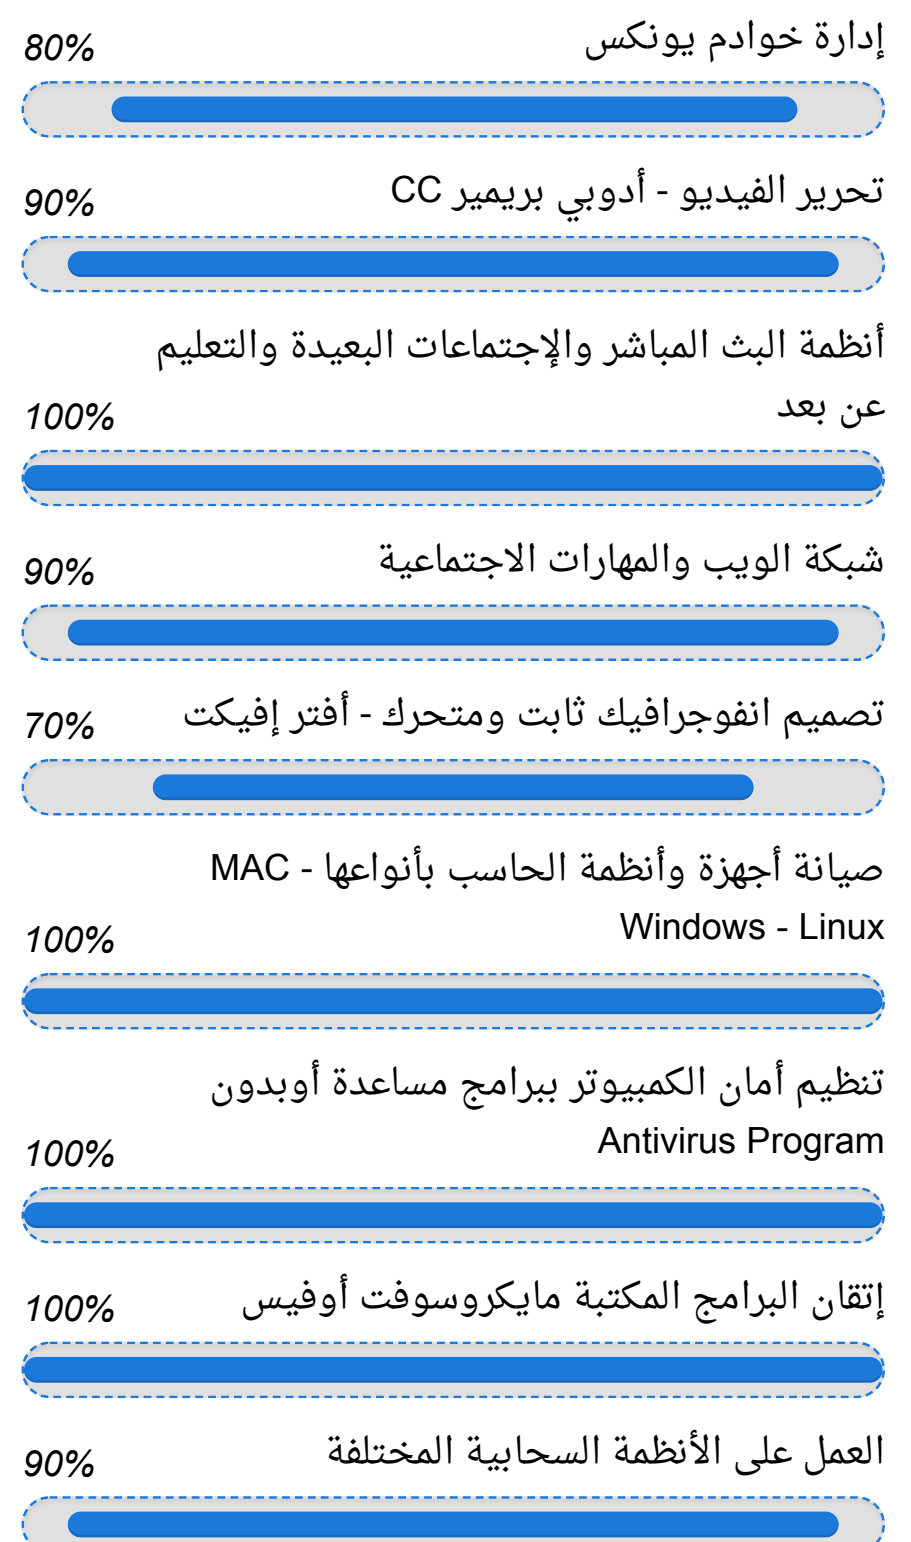 إدارة خوادم يونكس
80%
تحرير الفيديو - أدوبي بريمير CC
90%
أنظمة البث المباشر والإجتماعات البعيدة والتعليم
عن بعد
100%
شبكة الويب والمهارات الاجتماعية
90%
تصميم انفوجرافيك ثابت ومتحرك - أفتر إفيكت
70%
صيانة أجهزة وأنظمة الحاسب بأنواعها - MAC
Windows - Linux
100%
تنظيم أمان الكمبيوتر ببرامج مساعدة أوبدون
Antivirus Program
100%
إتقان البرامج المكتبة مايكروسوفت أوفيس
100%
العمل على الأنظمة السحابية المختلفة
90%